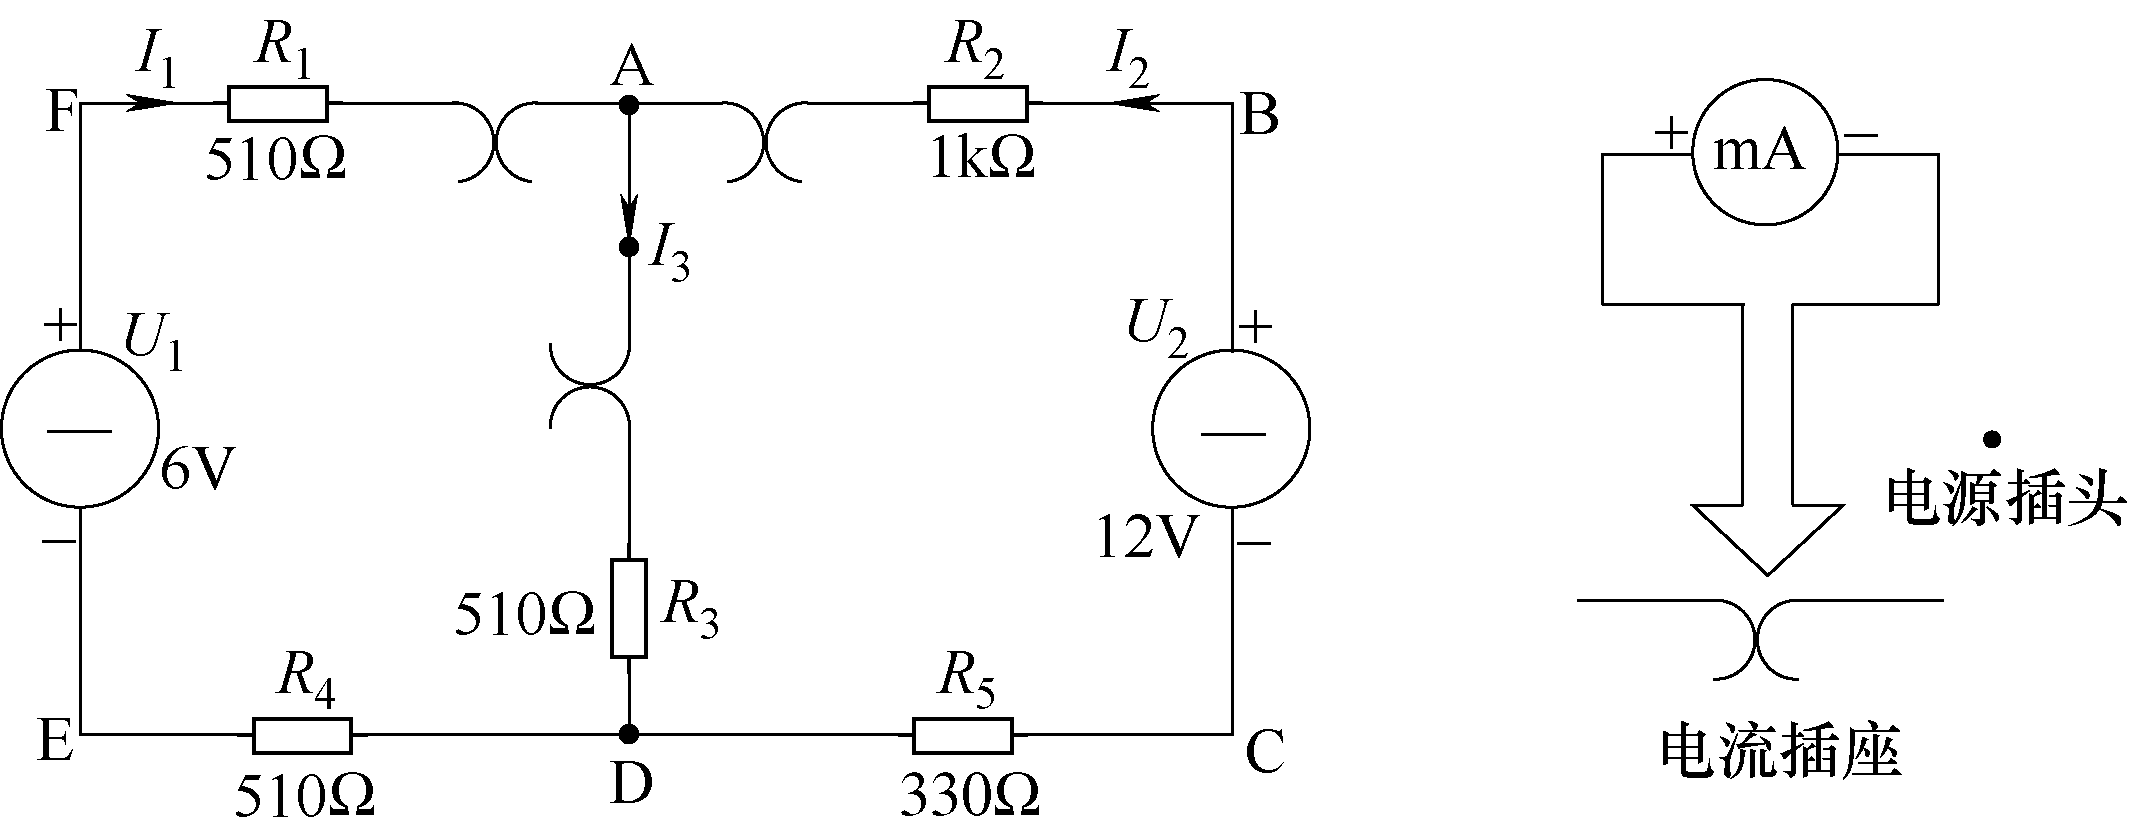 I1
R1
A
R2
I2
F
B
510Ω
1kΩ
+
mA
−
I3
+
U1
U2
+
6V
电源插头
−
12V
−
510Ω
R3
R4
R5
E
D
C
电流插座
510Ω
330Ω